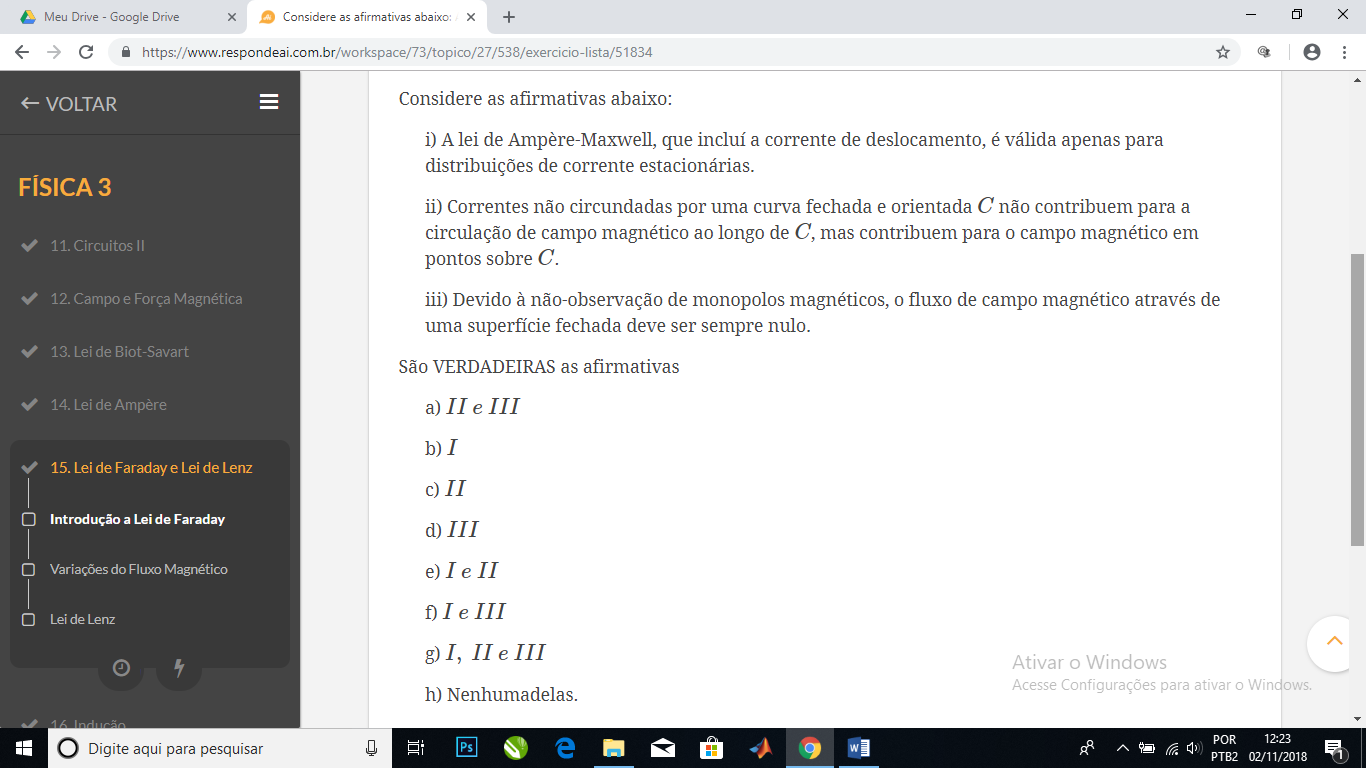 Meu Drive - Google Drive
Considere as afirmativas abaixo: A
https://www.respondeai.com.br/workspace/73/topico/27/538/exercicio-lista/51834
VOLTAR
FÍSICA 3
11. Circuitos II
12. Campo e Força Magnética
13. Lei de Biot-Savart
14. Lei de Ampère
15. Lei de Faraday e Lei de Lenz
Introdução a Lei de Faraday
Variações do Fluxo Magnético
Lei de Lenz
16. Indução
Considere as afirmativas abaixo:
i) A lei de Ampère-Maxwell, que incluí a corrente de deslocamento, é válida apenas para
distribuições de corrente estacionárias.
ii) Correntes não circundadas por uma curva fechada e orientada C não contribuem para a
circulação de campo magnético ao longo de C, mas contribuem para o campo magnético em
pontos sobre C.
iii) Devido à não-observação de monopolos magnéticos, o fluxo de campo magnético através de
uma superfície fechada deve ser sempre nulo.
São VERDADEIRAS as afirmativas
a) II e III
b) I
c) II
d) III
e) I e II
f) I e III
g) I, II e III
h) Nenhumadelas.
Ativar o Windows
Acesse Configurações para ativar o Windows.
Digite aqui para pesquisar
Ps
POR
PTB2
12:23
02/11/2018
1